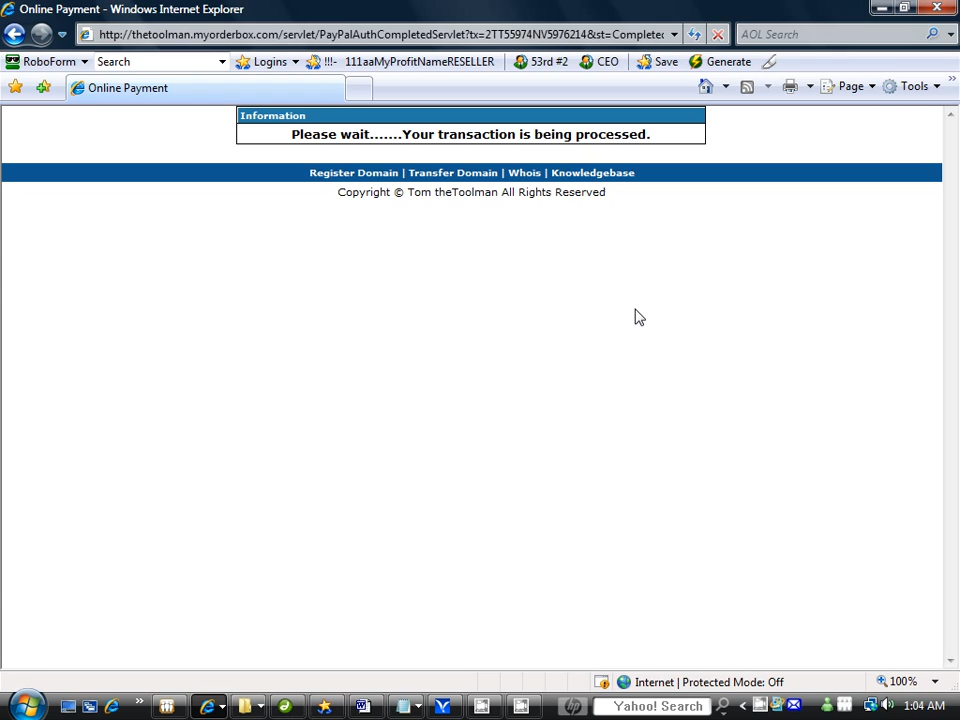 Online Payment - Windows Internet Explorer
http://thetoolman.myorderbox.com/servlet/PayPalAuthCompletedServlet?tx=2TT55974NV5976214&st=Completed
AOL Search
RoboForm Search Logins !!!- 111aaMyProfitNameRESELLER 53rd #2 CEO Save Generate
Online Payment
Page Tools
Information
Please wait.......Your transaction is being processed.
Register Domain | Transfer Domain | Whois | Knowledgebase
Copyright © Tom theToolman All Rights Reserved
Internet | Protected Mode: Off
100%
Yahoo! Search
1:04 AM